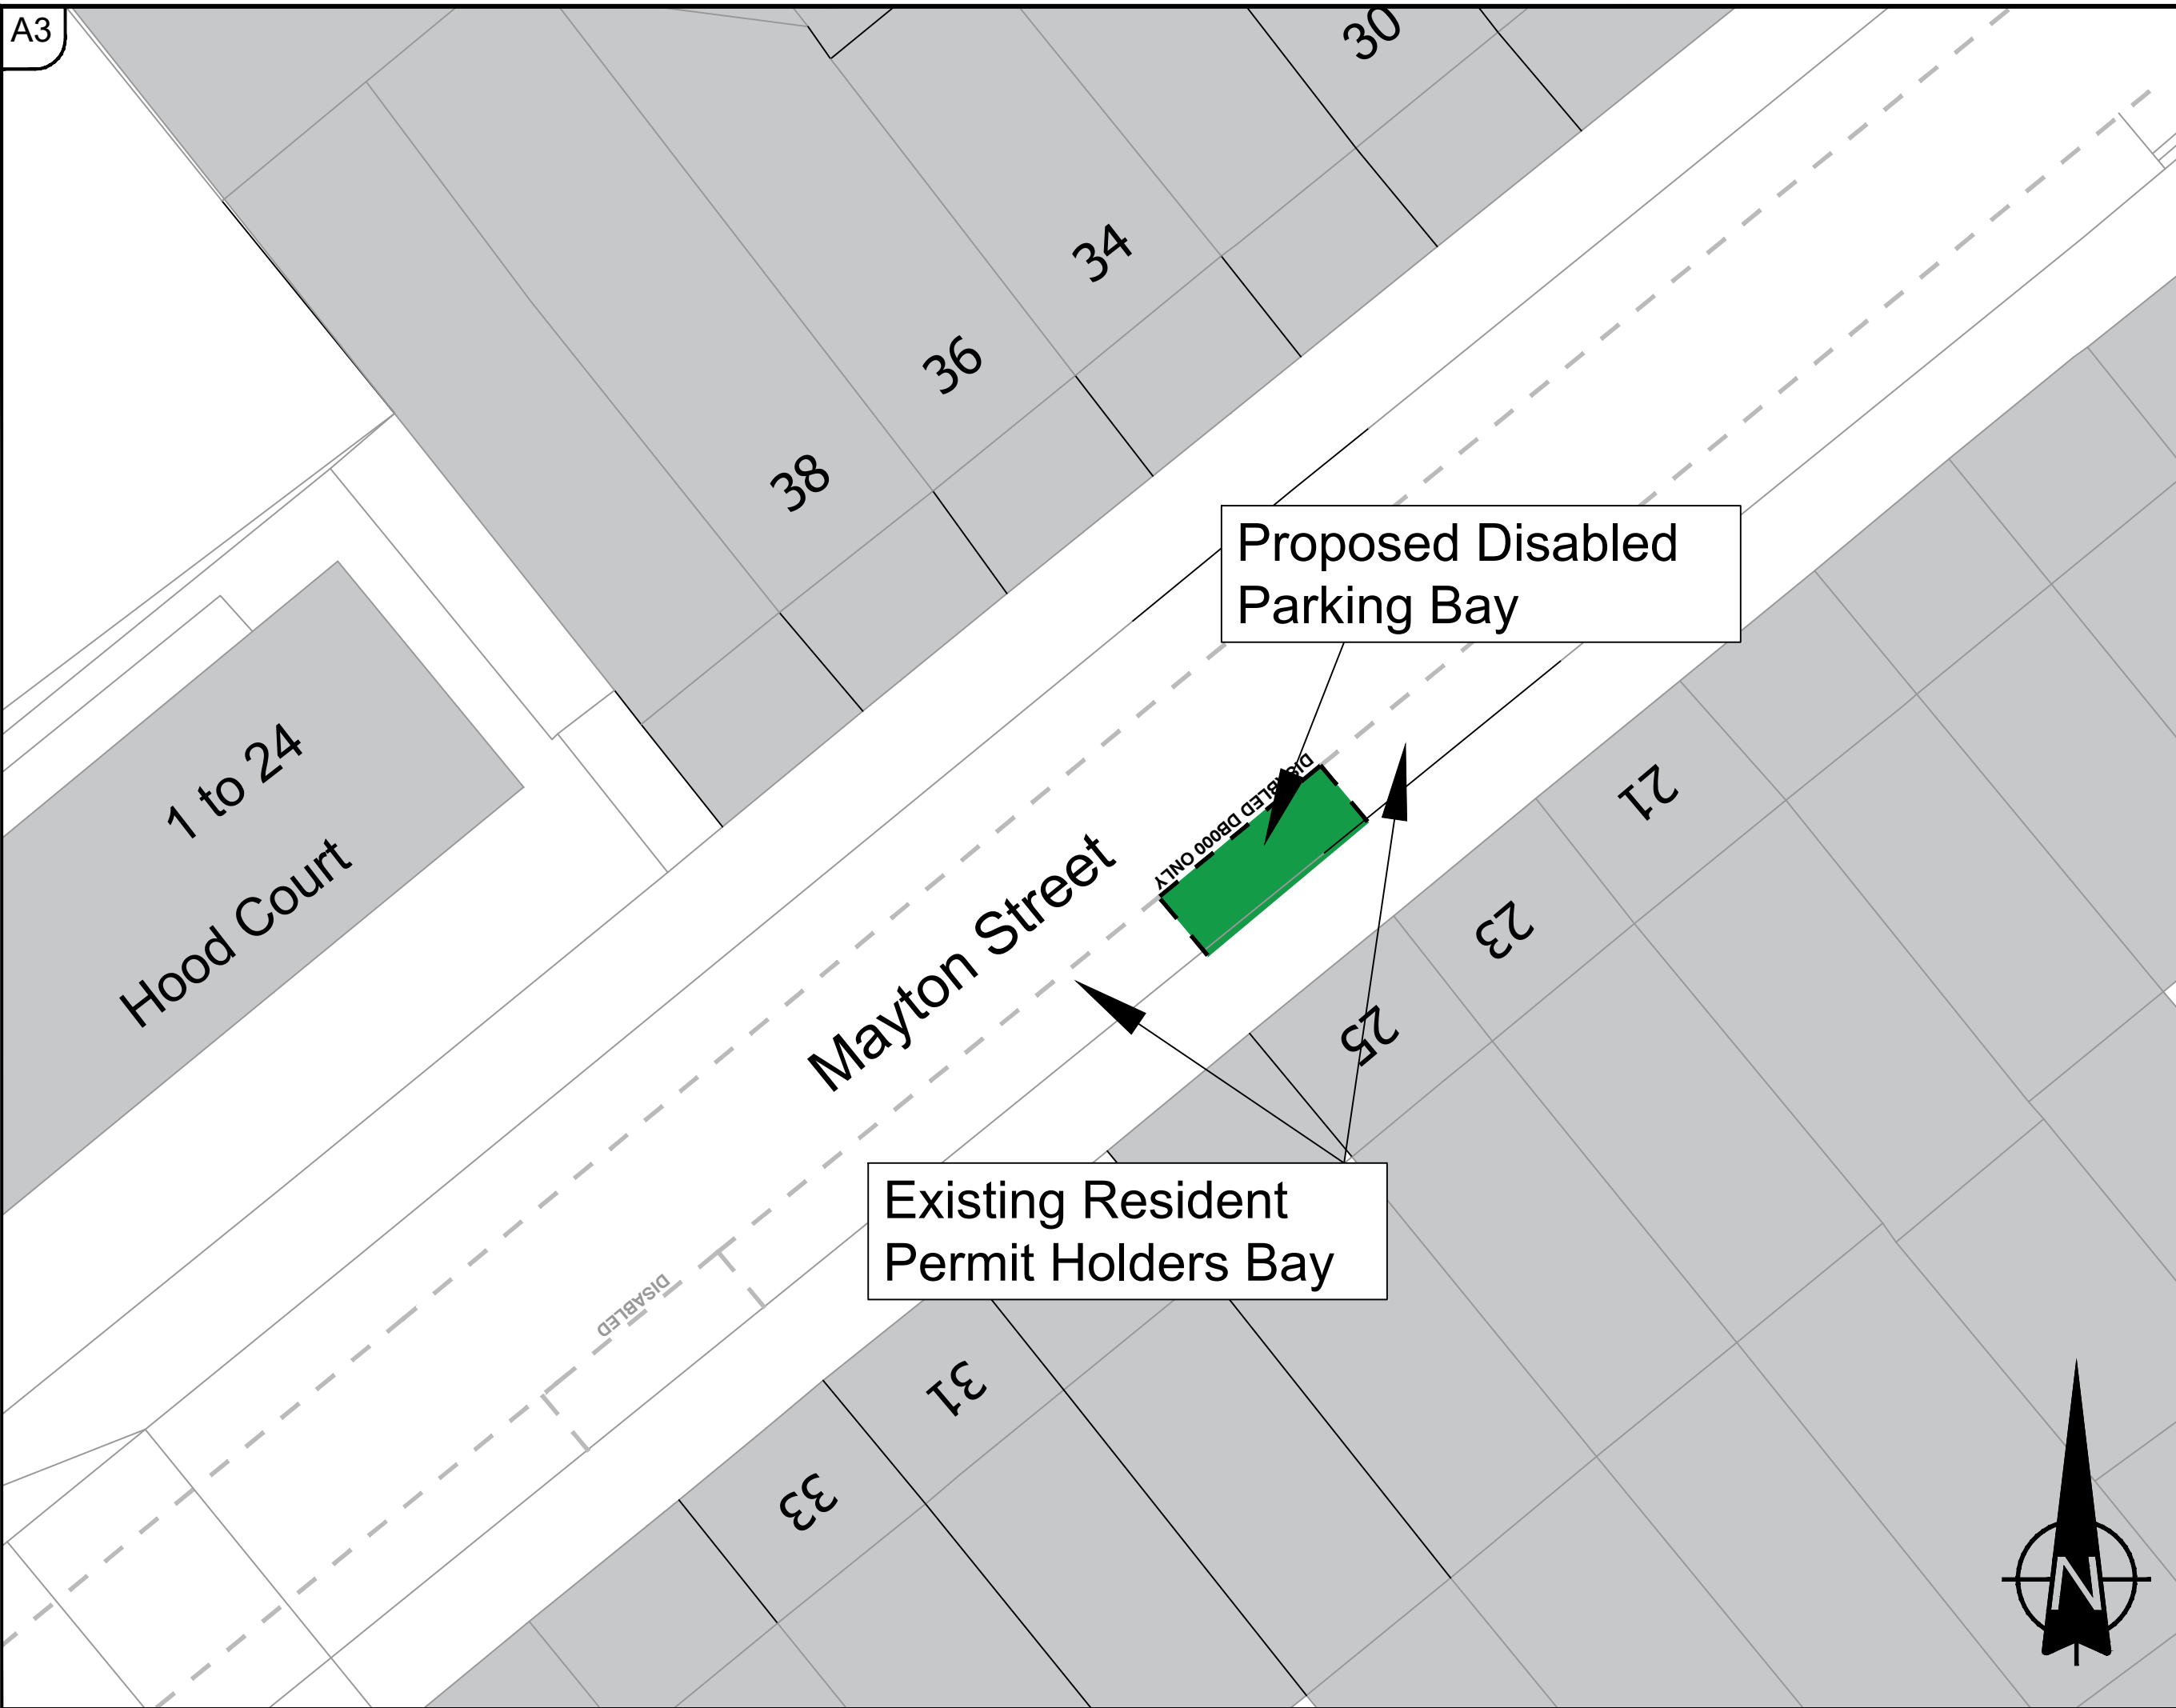 A3
30
34
36
38
Proposed Disabled
Parking Bay
1 to 24
Hood Court
DISABLED DB000 ONLY
Mayton Street
21
23
25
Existing Resident
Permit Holders Bay
DISABLED
31
33
N